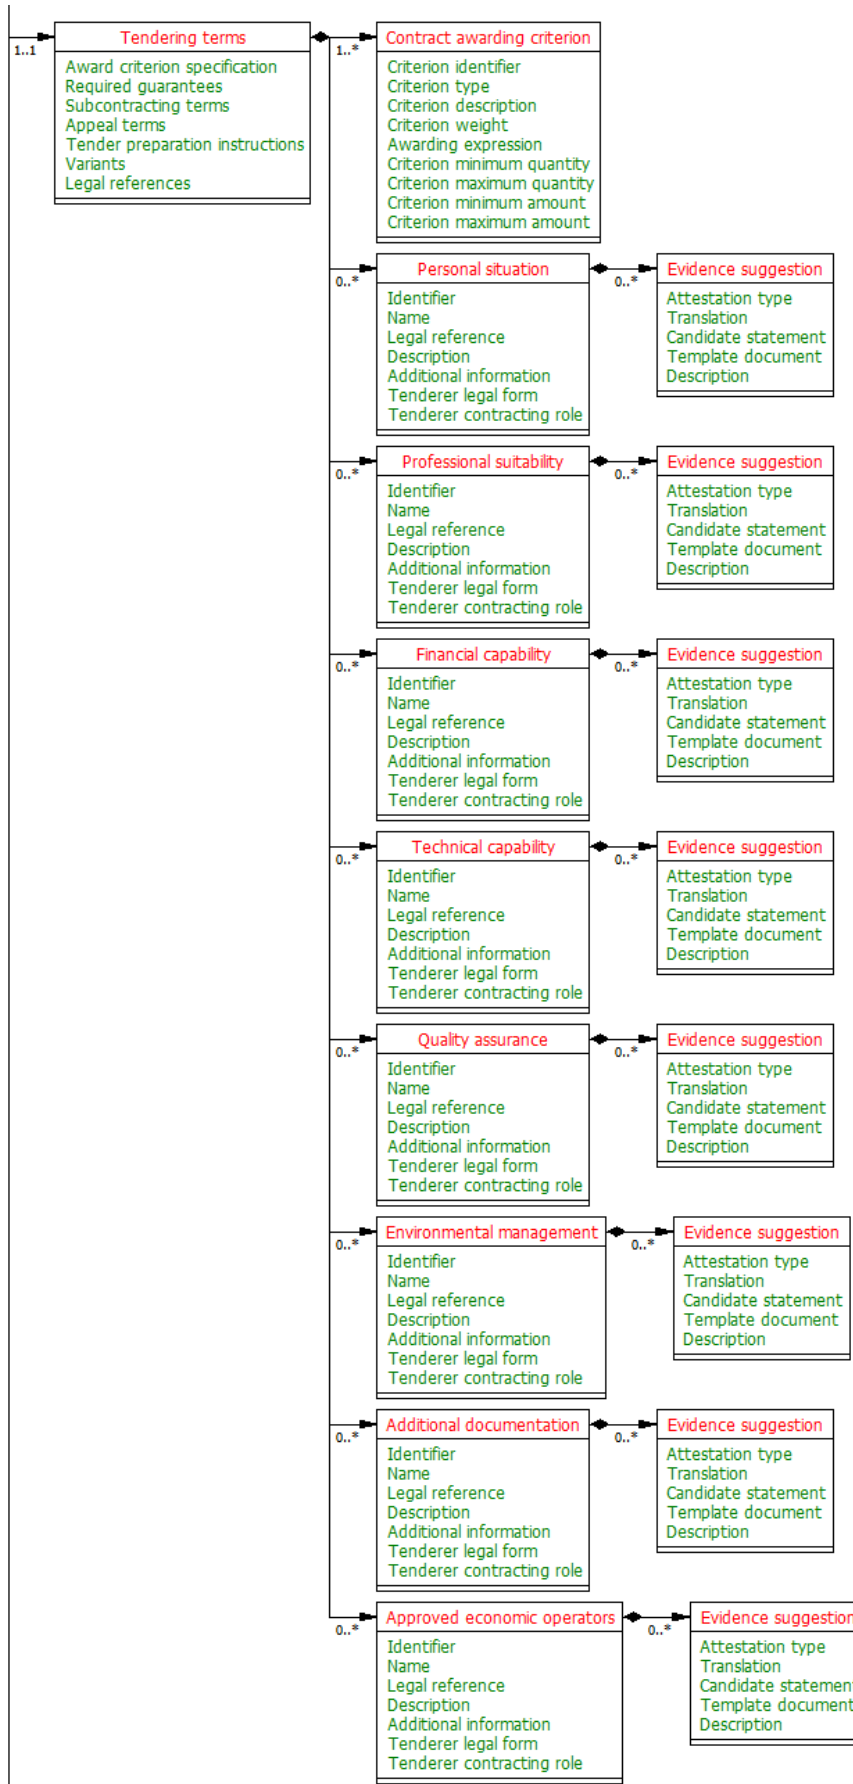 Tendering terms
1..1
Award criterion specification
Required guarantees
Subcontracting terms
Appeal terms
Tender preparation instructions
Variants
Legal references
Contract awarding criterion
1..*
Criterion identifier
Criterion type
Criterion description
Criterion weight
Awarding expression
Criterion minimum quantity
Criterion maximum quantity
Criterion minimum amount
Criterion maximum amount
Personal situation
0..*
Identifier
Name
Legal reference
Description
Additional information
Tenderer legal form
Tenderer contracting role
Evidence suggestion
0..*
Attestation type
Translation
Candidate statement
Template document
Description
Professional suitability
0..*
Identifier
Name
Legal reference
Description
Additional information
Tenderer legal form
Tenderer contracting role
Evidence suggestion
0..*
Attestation type
Translation
Candidate statement
Template document
Description
Financial capability
0..*
Identifier
Name
Legal reference
Description
Additional information
Tenderer legal form
Tenderer contracting role
Evidence suggestion
0..*
Attestation type
Translation
Candidate statement
Template document
Description
Technical capability
0..*
Identifier
Name
Legal reference
Description
Additional information
Tenderer legal form
Tenderer contracting role
Evidence suggestion
0..*
Attestation type
Translation
Candidate statement
Template document
Description
Quality assurance
0..*
Identifier
Name
Legal reference
Description
Additional information
Tenderer legal form
Tenderer contracting role
Evidence suggestion
0..*
Attestation type
Translation
Candidate statement
Template document
Description
Environmental management
0..*
Identifier
Name
Legal reference
Description
Additional information
Tenderer legal form
Tenderer contracting role
Evidence suggestion
0..*
Attestation type
Translation
Candidate statement
Template document
Description
Additional documentation
0..*
Identifier
Name
Legal reference
Description
Additional information
Tenderer legal form
Tenderer contracting role
Evidence suggestion
0..*
Attestation type
Translation
Candidate statement
Template document
Description
Approved economic operators
0..*
Identifier
Name
Legal reference
Description
Additional information
Tenderer legal form
Tenderer contracting role
Evidence suggestion
0..*
Attestation type
Translation
Candidate statement
Template document
Description